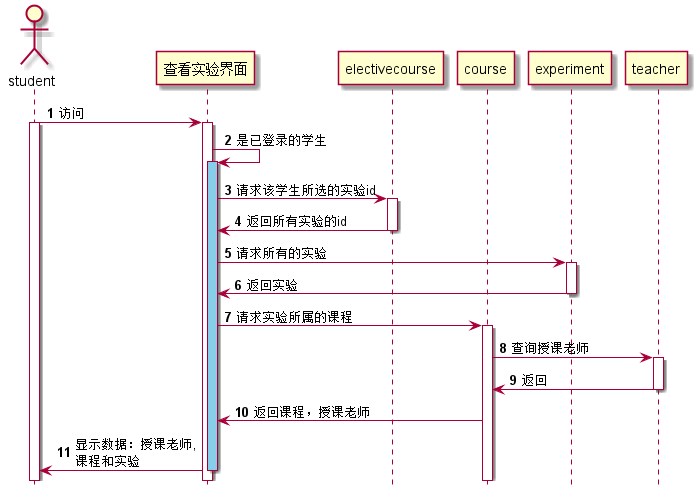 student
查看实验界面
electivecourse
course
experiment
teacher
1 访问
2 是已登录的学生
3 请求该学生所选的实验id
4 返回所有实验的id
5 请求所有的实验
6 返回实验
7 请求实验所属的课程
8 查询授课老师
9 返回
10 返回课程，授课老师
11 显示数据：授课老师,
课程和实验